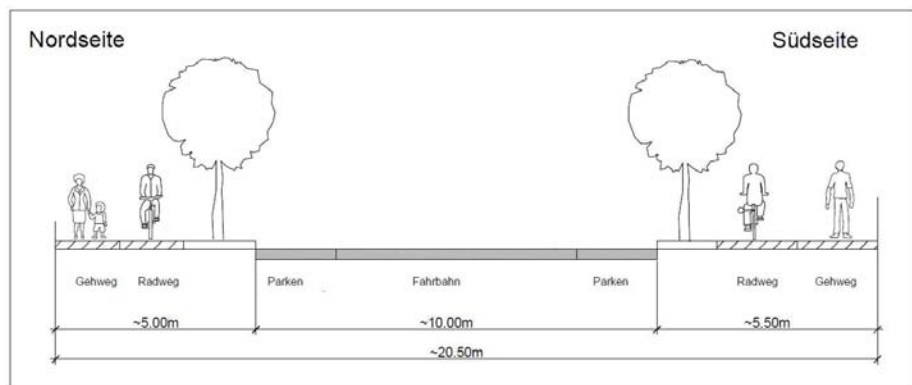 Nordseite
Südseite
Gehweg Radweg Parken Fahrbahn Parken Radweg Gehweg
~5.00m ~10.00m ~5.50m
~20.50m